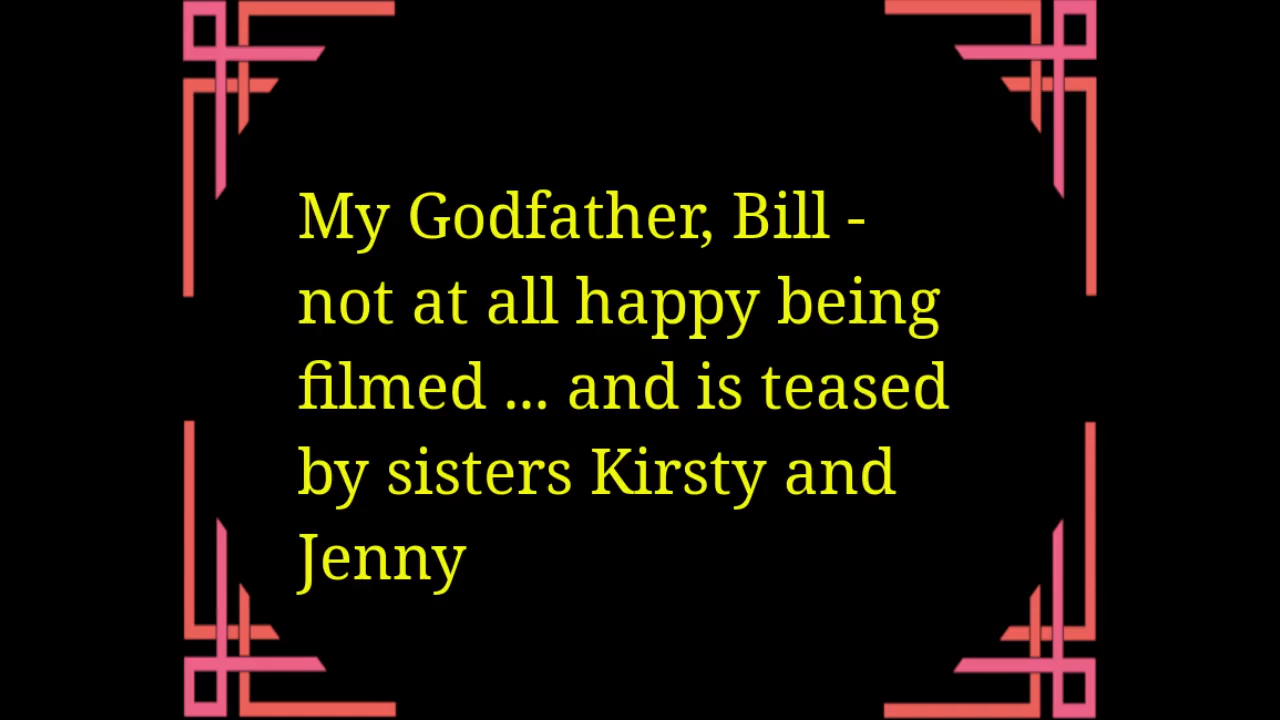 My Godfather, Bill -
not at all happy being
filmed ... and is teased
by sisters Kirsty and
Jenny